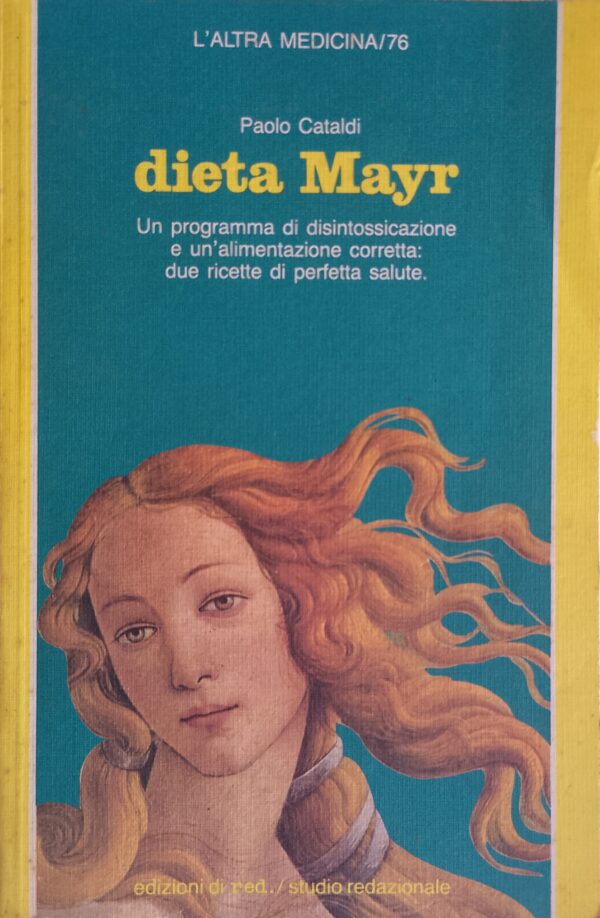 L'ALTRA MEDICINA/76
Paolo Cataldi
dieta Mayr
Un programma di disintossicazione
e un'alimentazione corretta:
due ricette di perfetta salute.
edizioni di red./studio redazionale